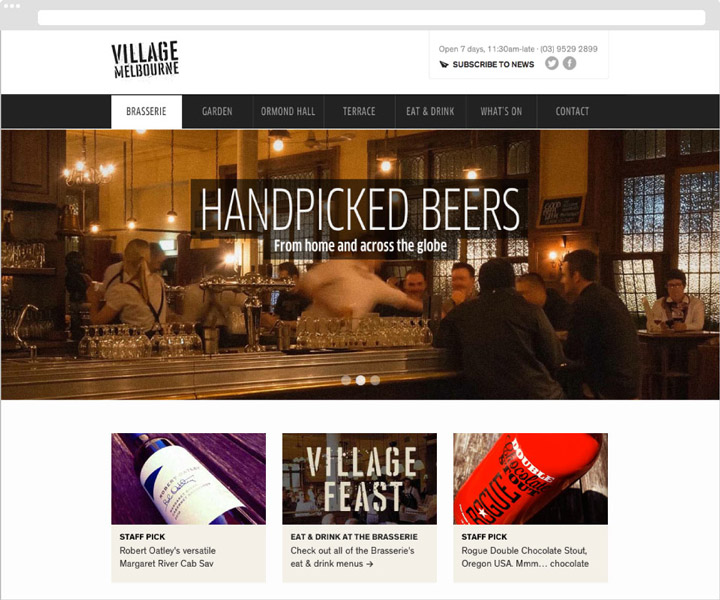 VILLAGE
MELBOURNE
Open 7 days, 11:30am-late · (03) 9529 2899
SUBSCRIBE TO NEWS
BRASSERIE GARDEN ORMOND HALL TERRACE EAT & DRINK WHAT'S ON CONTACT
HANDPICKED BEERS
From home and across the globe
VILLAGE
FEAST
DOUBLE
Chocolate
STOUT
ROGUE
STAFF PICK
Robert Oatley's versatile
Margaret River Cab Sav
EAT & DRINK AT THE BRASSERIE
Check out all of the Brasserie's
eat & drink menus →
STAFF PICK
Rogue Double Chocolate Stout,
Oregon USA. Mmm... chocolate